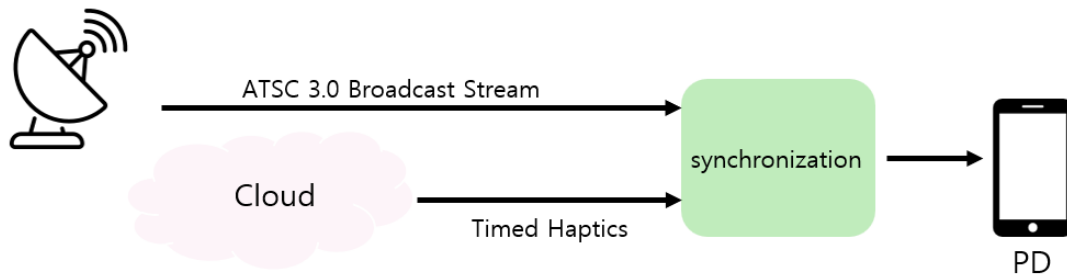 ATSC 3.0 Broadcast Stream
Cloud
synchronization
Timed Haptics
PD